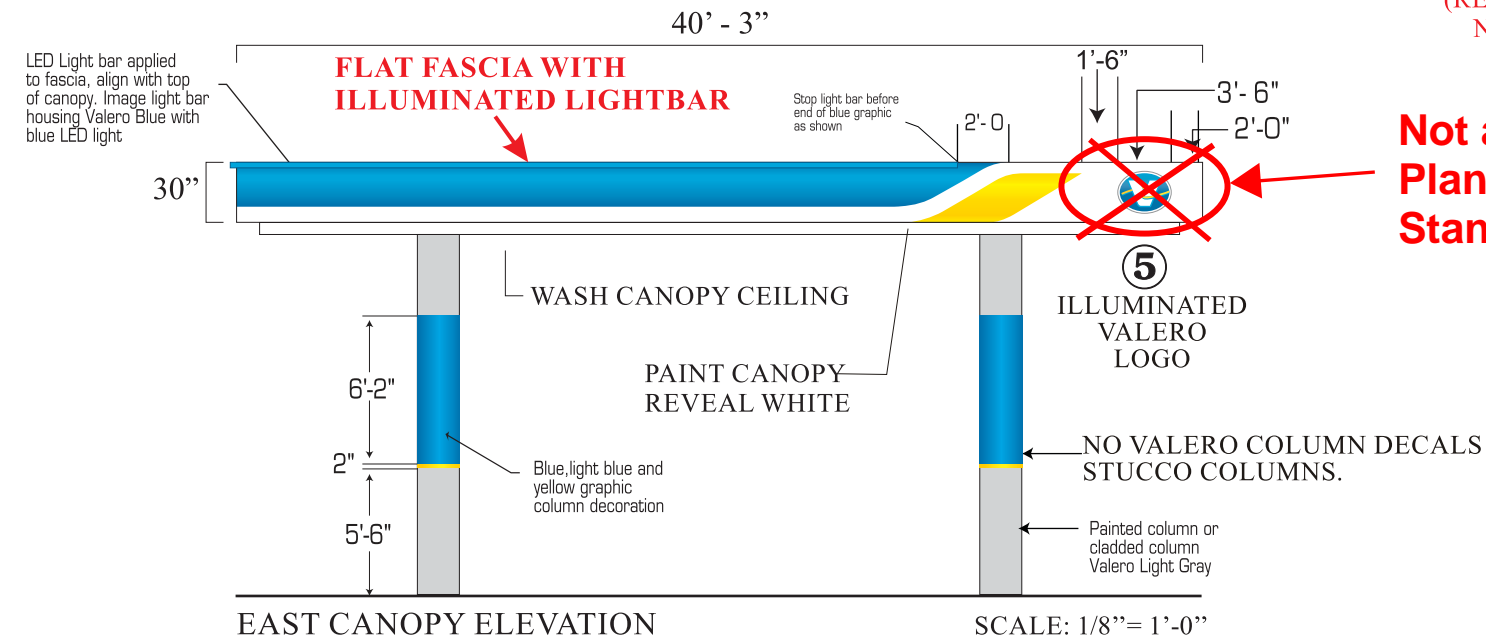 40’ - 3”
(RE
N
LED Light bar applied
to fascia, align with top
of canopy. Image light bar
housing Valero Blue with
blue LED light
FLAT FASCIA WITH
ILLUMINATED LIGHTBAR
Stop light bar before
end of blue graphic
as shown
2'- 0
1’-6”
3'- 6"
2'-0"
Not a
Plan
Stan
30”
5
ILLUMINATED
VALERO
LOGO
WASH CANOPY CEILING
PAINT CANOPY
REVEAL WHITE
6'-2"
2"
5'-6"
Blue,light blue and
yellow graphic
column decoration
NO VALERO COLUMN DECALS
STUCCO COLUMNS.
Painted column or
cladded column
Valero Light Gray
EAST CANOPY ELEVATION
SCALE: 1/8”= 1’-0”